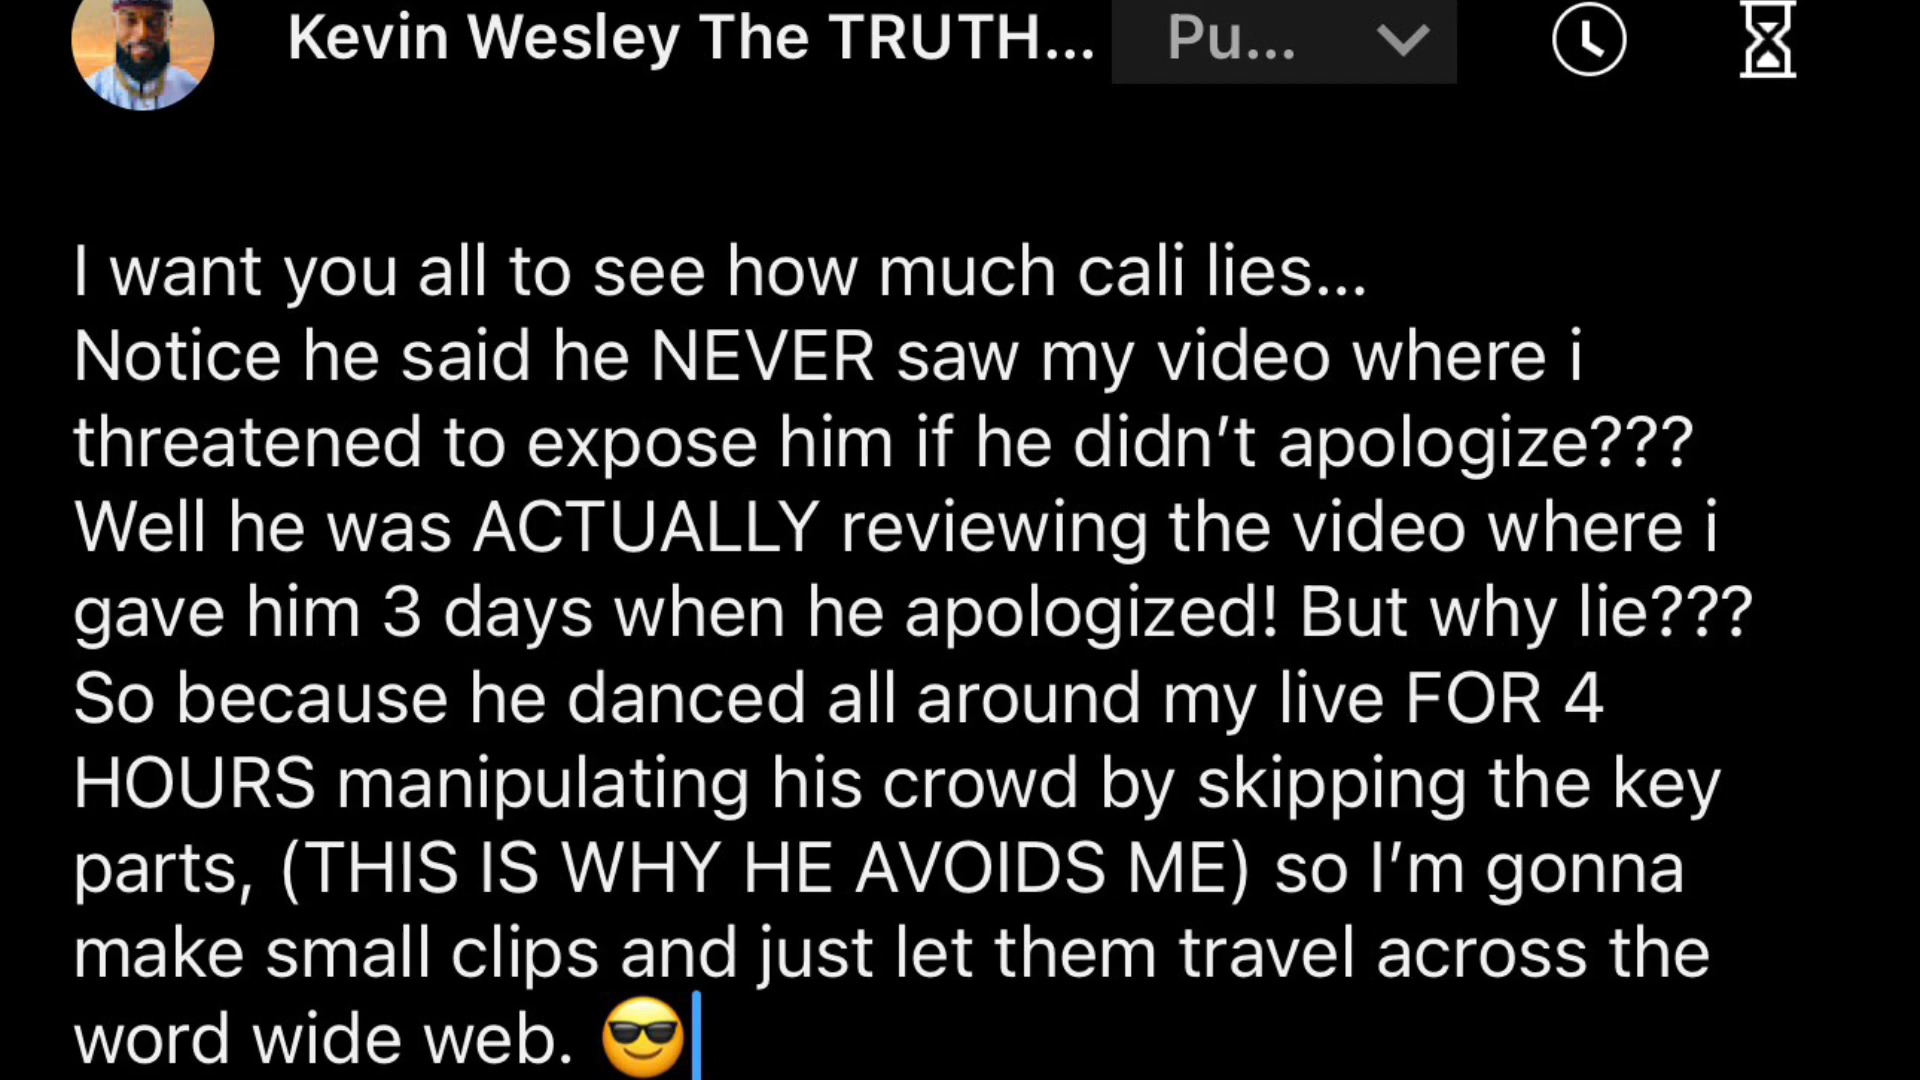 Kevin Wesley The TRUTH... Pu...
I want you all to see how much cali lies...
Notice he said he NEVER saw my video where i
threatened to expose him if he didn’t apologize???
Well he was ACTUALLY reviewing the video where i
gave him 3 days when he apologized! But why lie???
So because he danced all around my live FOR 4
HOURS manipulating his crowd by skipping the key
parts, (THIS IS WHY HE AVOIDS ME) so I’m gonna
make small clips and just let them travel across the
word wide web. 😎